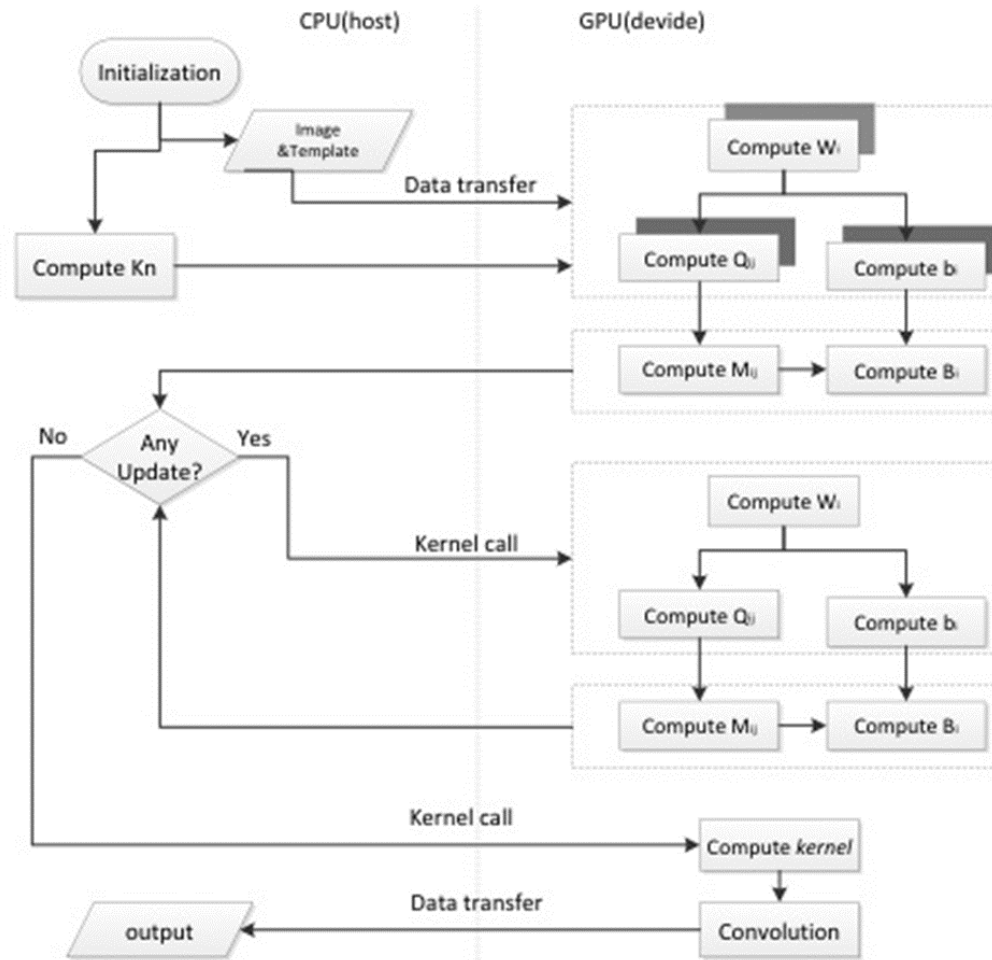 CPU(host)
GPU(devide)
Initialization
Image
&Template
Compute Wᵢ
Data transfer
Compute Kn
Compute Qᵢⱼ
Compute bᵢ
Compute Mᵢⱼ
Compute Bᵢ
No
Any
Update?
Yes
Compute Wᵢ
Kernel call
Compute Qᵢⱼ
Compute bᵢ
Compute Mᵢⱼ
Compute Bᵢ
Kernel call
Compute kernel
Data transfer
output
Convolution